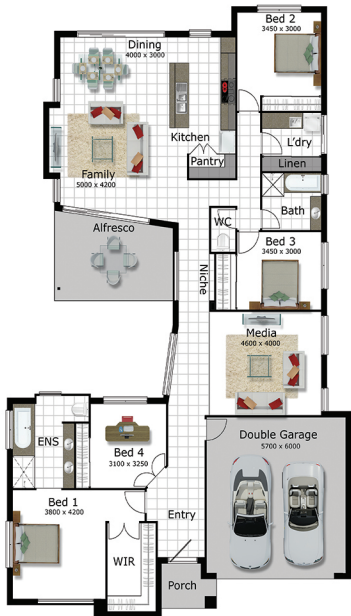 Bed 2
3450 x 3000
Dining
4000 x 3000
Kitchen
L'dry
Pantry
Linen
Family
5000 x 4200
Bath
WC
Alfresco
Bed 3
3450 x 3000
Niche
Media
4600 x 4000
Double Garage
5700 x 6000
ENS
Bed 4
3100 x 3250
Bed 1
3800 x 4200
Entry
WIR
Porch